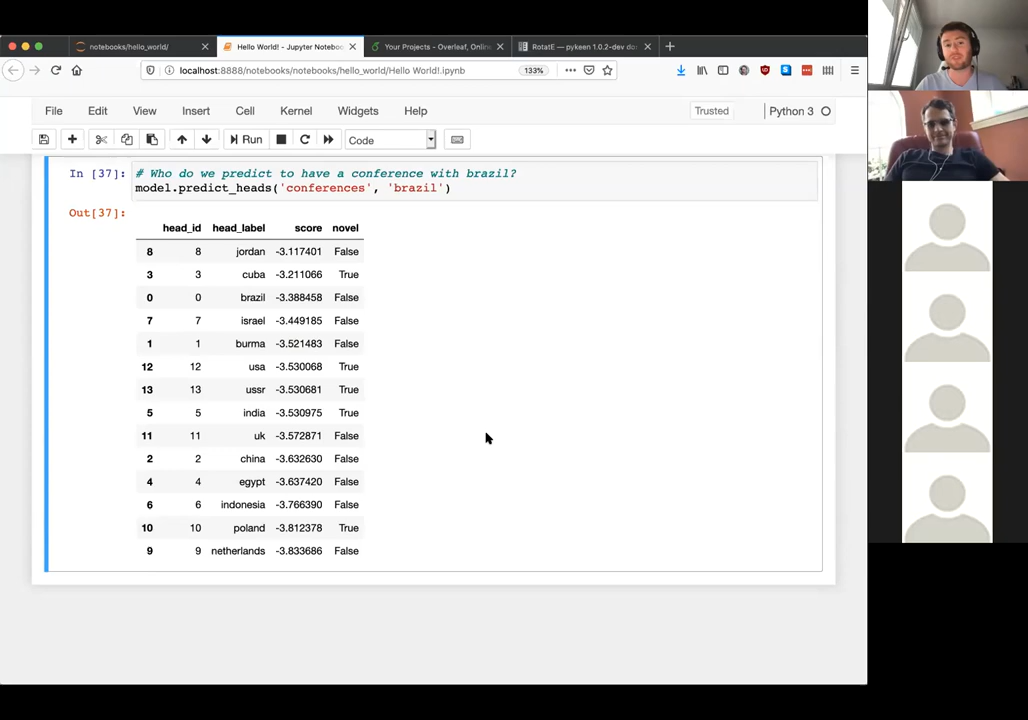 notebooks/hello_world/
Hello World! - Jupyter Noteboo
Your Projects - Overleaf, Onlin
RotatE — pykeen 1.0.2-dev do
localhost:8888/notebooks/notebooks/hello_world/Hello World!.ipynb
133%
File Edit View Insert Cell Kernel Widgets Help Trusted Python 3
Run Code
In [37]: # Who do we predict to have a conference with brazil?
model.predict_heads('conferences', 'brazil')
Out[37]:
head_id head_label score novel
8 8 jordan -3.117401 False
3 3 cuba -3.211066 True
0 0 brazil -3.388458 False
7 7 israel -3.449185 False
1 1 burma -3.521483 False
12 12 usa -3.530068 True
13 13 ussr -3.530681 True
5 5 india -3.530975 True
11 11 uk -3.572871 False
2 2 china -3.632630 False
4 4 egypt -3.637420 False
6 6 indonesia -3.766390 False
10 10 poland -3.812378 True
9 9 netherlands -3.833686 False